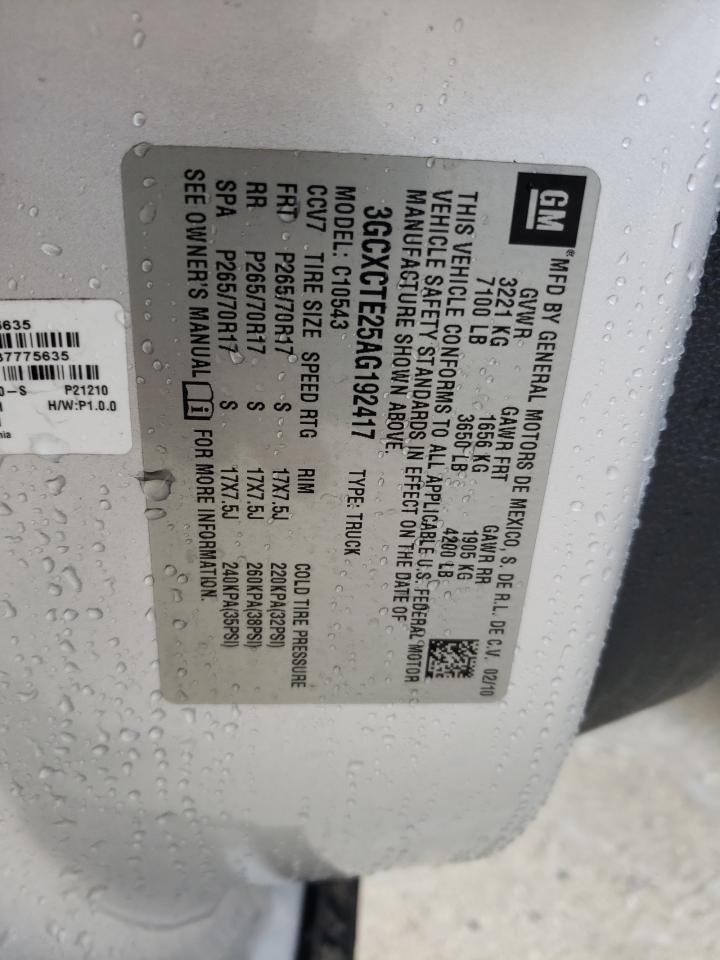 GM® MFD BY GENERAL MOTORS DE MEXICO, S. DE R.L. DE C.V. 02/10
GVWR GAWR FRT GAWR RR
3221 KG 1656 KG 1905 KG
7100 LB 3650 LB 4200 LB
THIS VEHICLE CONFORMS TO ALL APPLICABLE U.S. FEDERAL MOTOR
VEHICLE SAFETY STANDARDS IN EFFECT ON THE DATE OF
MANUFACTURE SHOWN ABOVE.
3GCXCTE25AG192417 TYPE: TRUCK
MODEL: C10543
CCV7 TIRE SIZE SPEED RTG RIM COLD TIRE PRESSURE
FRT P265/70R17 S 17X7.5J 220KPA(32PSI)
RR P265/70R17 S 17X7.5J 260KPA(38PSI)
SPA P265/70R17 S 17X7.5J 240KPA(35PSI)
SEE OWNER'S MANUAL i FOR MORE INFORMATION.
5635
37775635
0-S P21210
H/W:P1.0.0